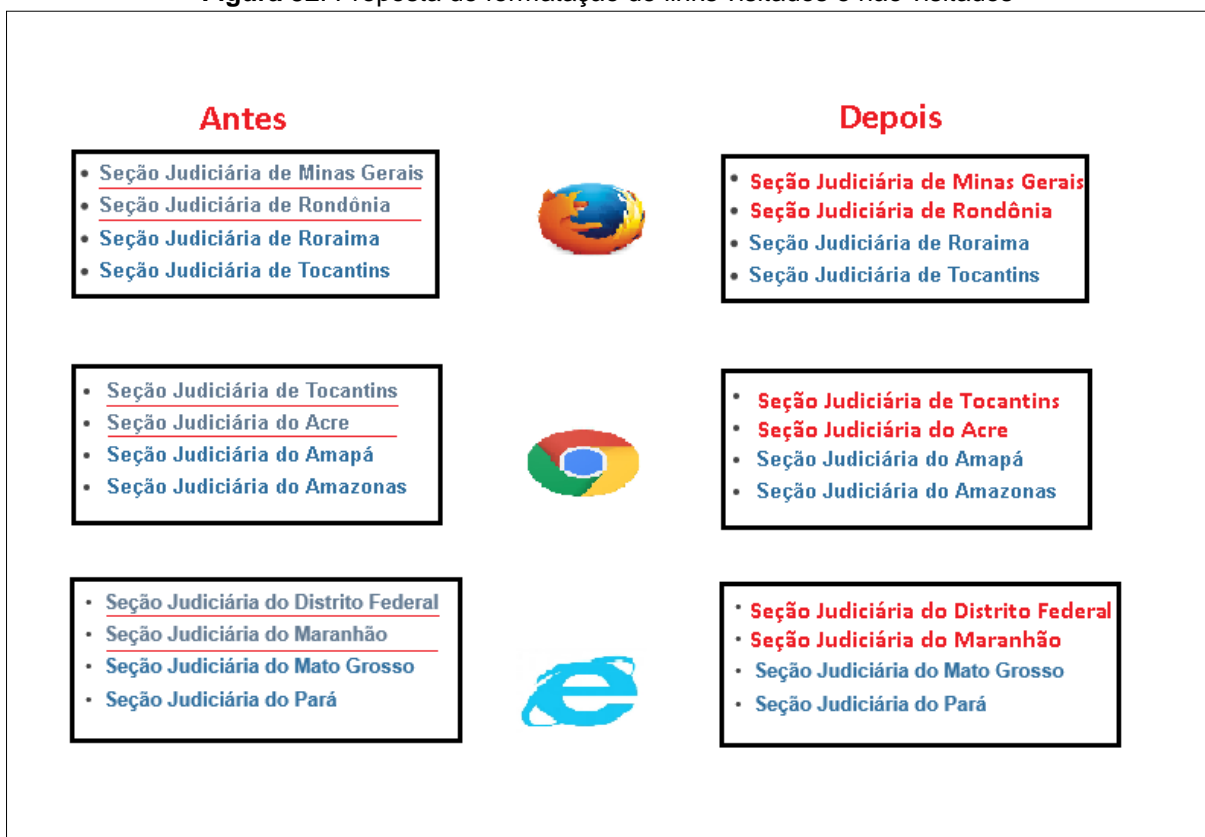 Antes
Depois
• Seção Judiciária de Minas Gerais
• Seção Judiciária de Rondônia
• Seção Judiciária de Roraima
• Seção Judiciária de Tocantins
• Seção Judiciária de Minas Gerais
• Seção Judiciária de Rondônia
• Seção Judiciária de Roraima
• Seção Judiciária de Tocantins
• Seção Judiciária de Tocantins
• Seção Judiciária do Acre
• Seção Judiciária do Amapá
• Seção Judiciária do Amazonas
• Seção Judiciária de Tocantins
• Seção Judiciária do Acre
• Seção Judiciária do Amapá
• Seção Judiciária do Amazonas
• Seção Judiciária do Distrito Federal
• Seção Judiciária do Maranhão
• Seção Judiciária do Mato Grosso
• Seção Judiciária do Pará
• Seção Judiciária do Distrito Federal
• Seção Judiciária do Maranhão
• Seção Judiciária do Mato Grosso
• Seção Judiciária do Pará